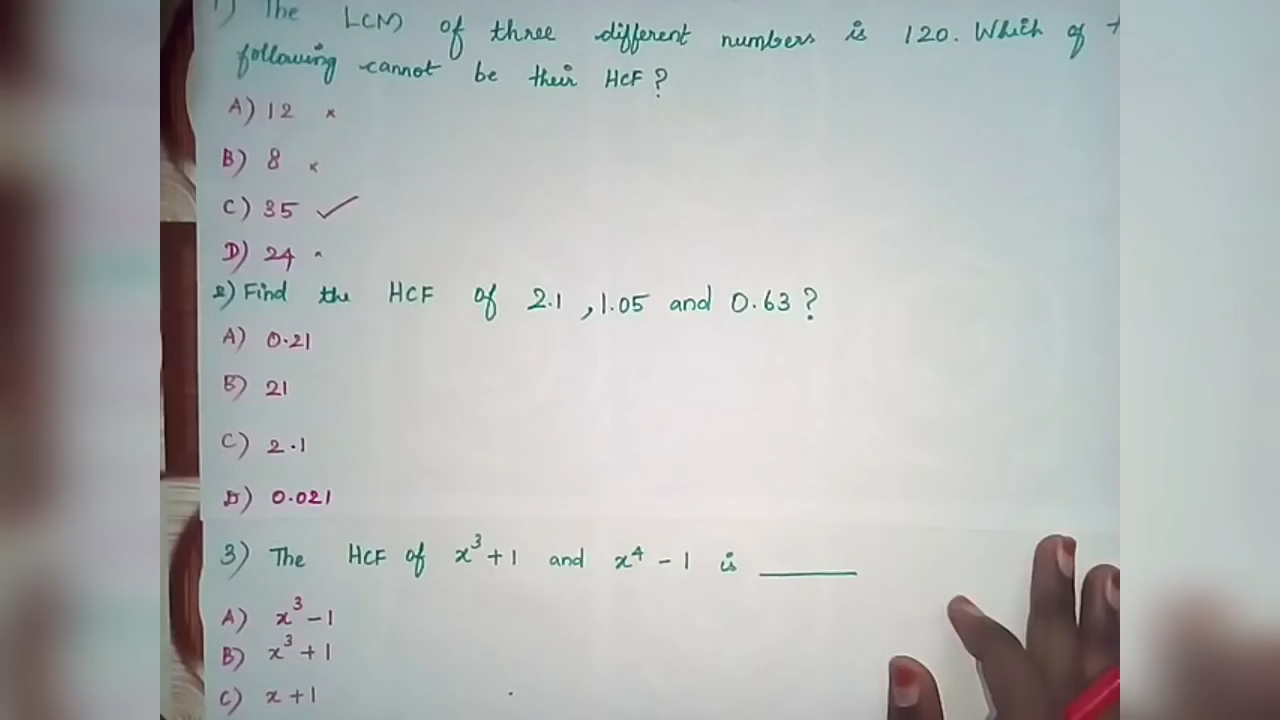 1) The LCM of three different numbers is 120. Which of
following cannot be their HCF?
A) 12 ×
B) 8 ×
C) 35 ✓
D) 24
2) Find the HCF of 2.1, 1.05 and 0.63?
A) 0.21
B) 21
C) 2.1
D) 0.021
3) The HCF of x³+1 and x⁴-1 is ______
A) x³-1
B) x³+1
C) x+1